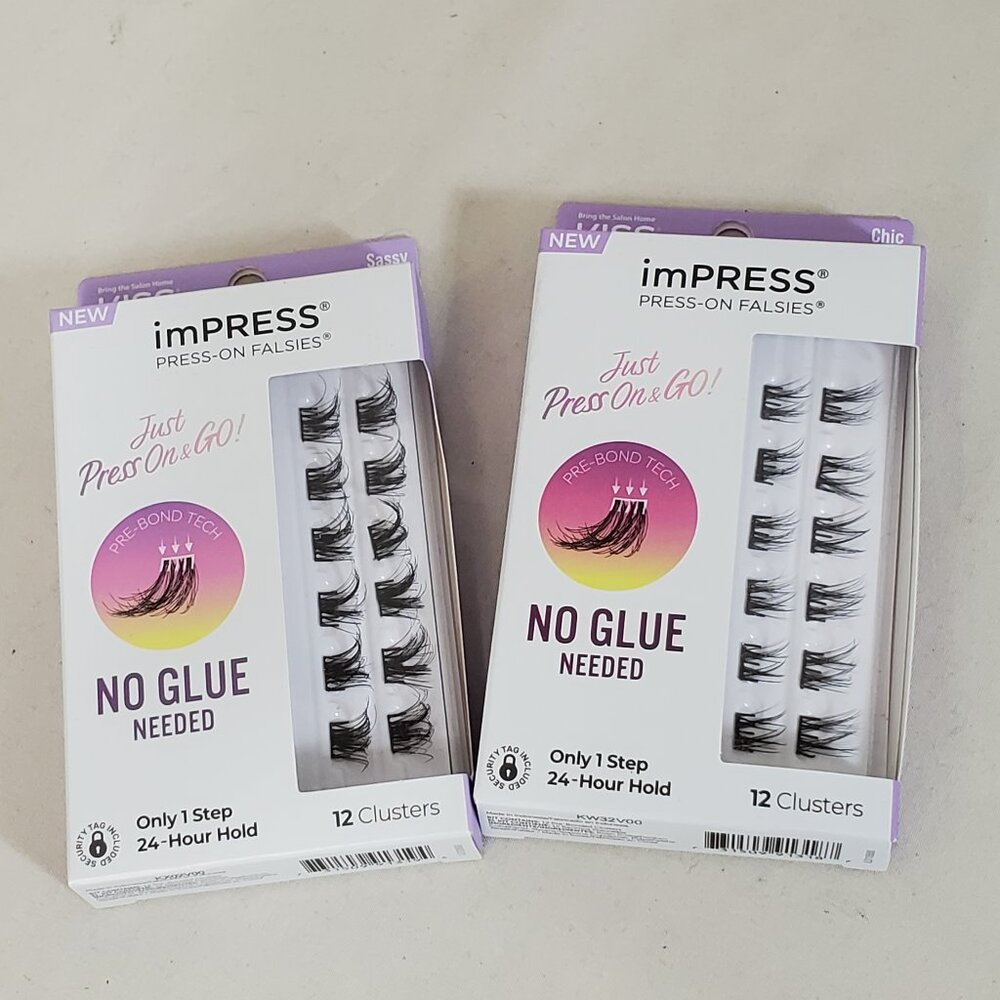 Bring the Salon Home
KISS
Sassy
NEW
imPRESS®
PRESS-ON FALSIES®
Just
Press On & GO!
PRE-BOND TECH
NO GLUE
NEEDED
SECURITY TAG INCLUDED
Only 1 Step
24-Hour Hold
12 Clusters
Bring the Salon Home
KISS
Chic
NEW
imPRESS®
PRESS-ON FALSIES®
Just
Press On & GO!
PRE-BOND TECH
NO GLUE
NEEDED
SECURITY TAG INCLUDED
Only 1 Step
24-Hour Hold
12 Clusters
KW32V00